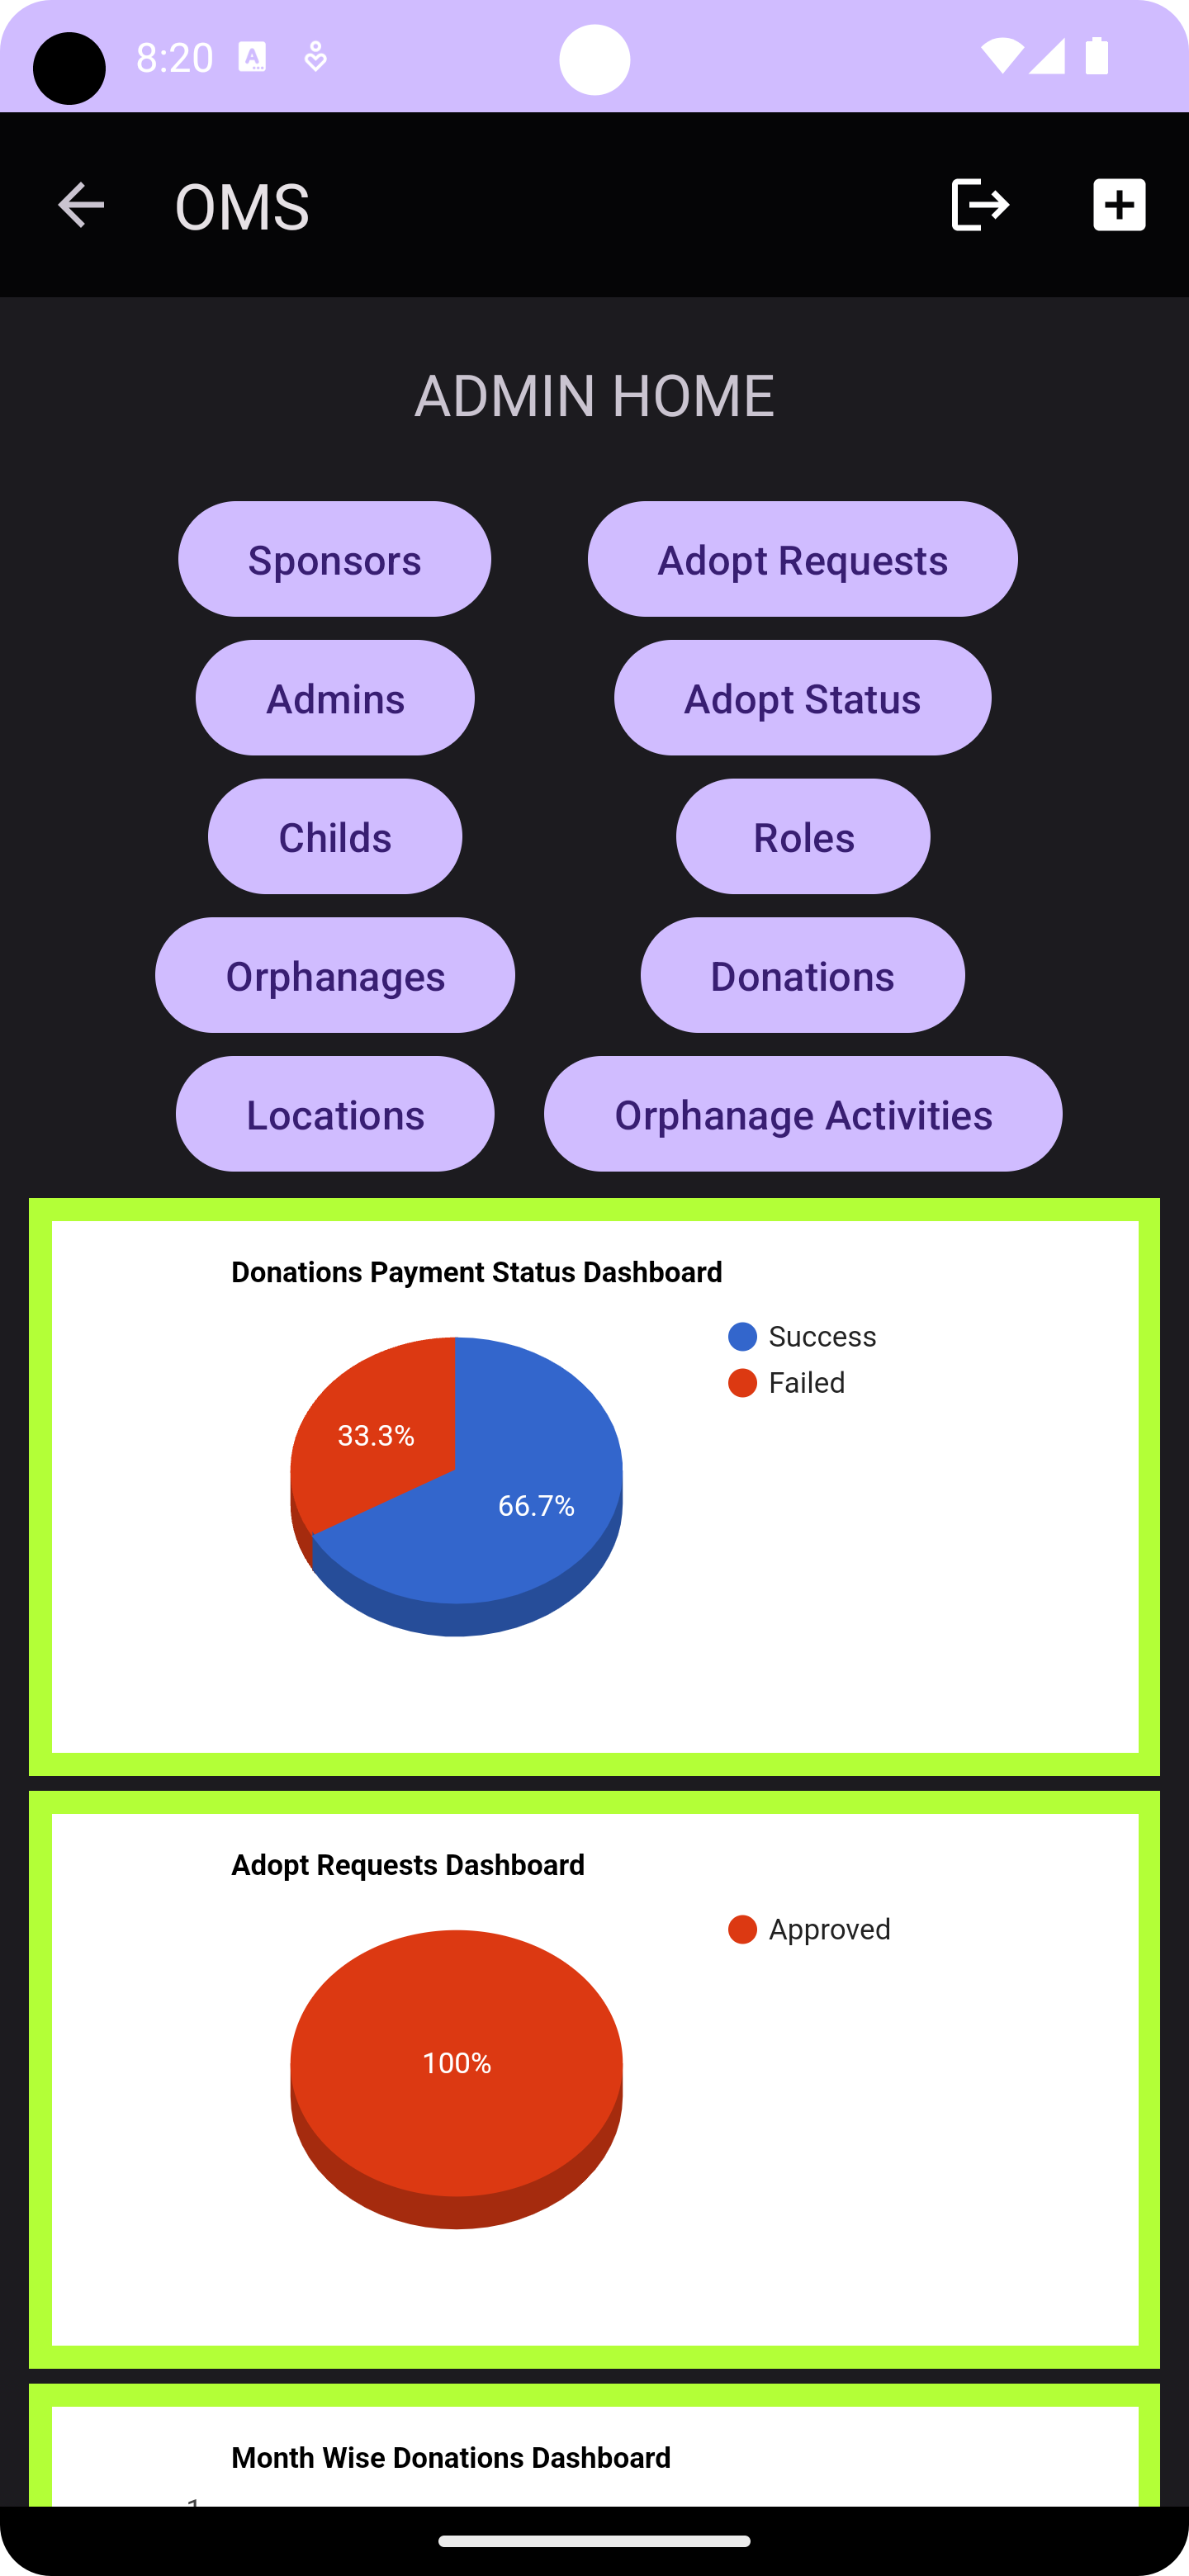 8:20
OMS
ADMIN HOME
Sponsors Adopt Requests
Admins Adopt Status
Childs Roles
Orphanages Donations
Locations Orphanage Activities
Donations Payment Status Dashboard
Success
Failed
33.3%
66.7%
Adopt Requests Dashboard
Approved
100%
Month Wise Donations Dashboard